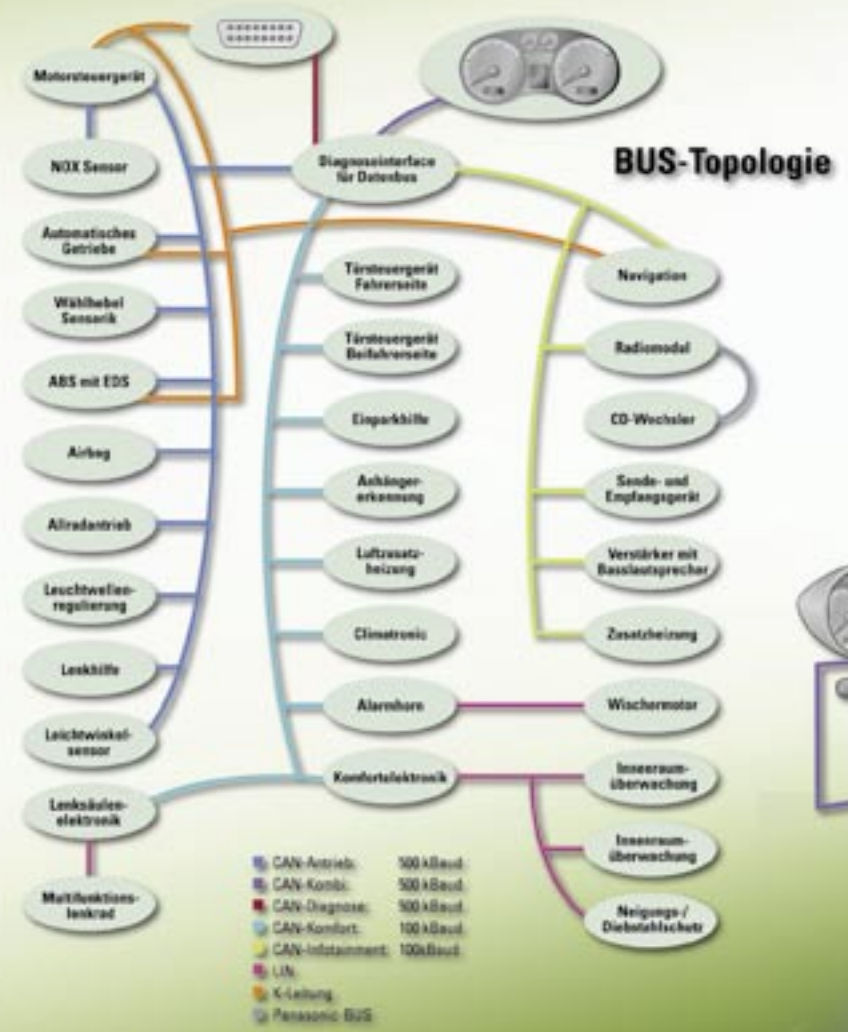 BUS-Topologie
Motorsteuergerät
NOX Sensor
Automatisches
Getriebe
Wählhebel
Sensorik
ABS mit EDS
Airbag
Allradantrieb
Leuchtwellen-
regulierung
Lenkhilfe
Leichtwinkel-
sensor
Lenksäulen-
elektronik
Multifunktions-
lenkrad
Diagnoseinterface
für Datenbus
Türsteuergerät
Fahrerseite
Türsteuergerät
Beifahrerseite
Einparkhilfe
Anhänger-
erkennung
Luftzusatz-
heizung
Climatronic
Alarmhorn
Komfortelektronik
Navigation
Radiomodul
CD-Wechsler
Sende- und
Empfangsgerät
Verstärker mit
Basslautsprecher
Zusatzheizung
Wischermotor
Innenraum-
überwachung
Innenraum-
überwachung
Neigungs-/
Diebstahlschutz
CAN-Antrieb: 500 kBaud
CAN-Kombi: 500 kBaud
CAN-Diagnose: 500 kBaud
CAN-Komfort: 100 kBaud
CAN-Infotainment: 100kBaud
LIN
K-Leitung
Panasonic-BUS